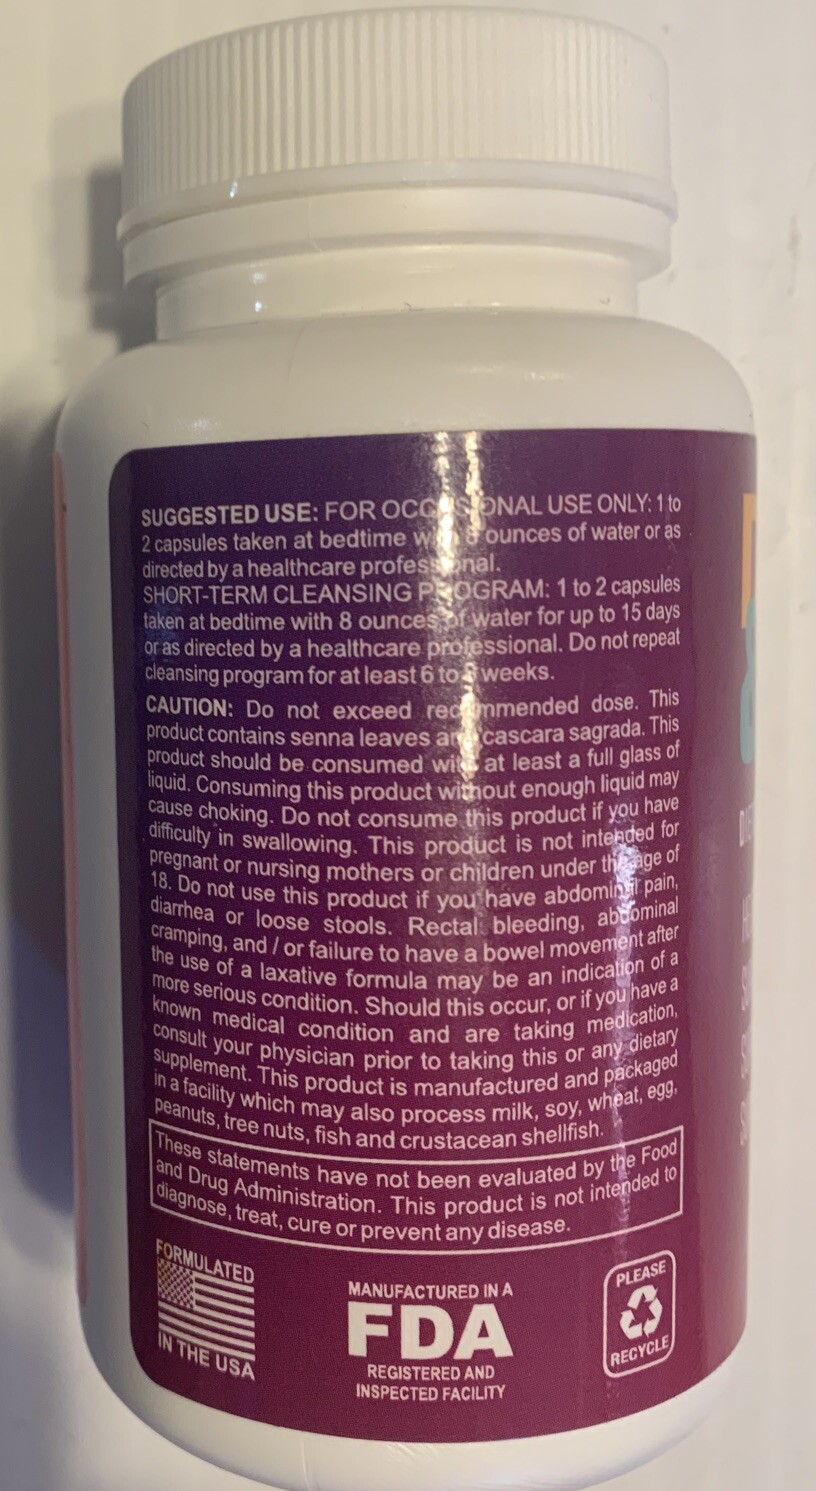 SUGGESTED USE: FOR OCCASIONAL USE ONLY: 1 to
2 capsules taken at bedtime with 8 ounces of water or as
directed by a healthcare professional.
SHORT-TERM CLEANSING PROGRAM: 1 to 2 capsules
taken at bedtime with 8 ounces of water for up to 15 days
or as directed by a healthcare professional. Do not repeat
cleansing program for at least 6 to 8 weeks.
CAUTION: Do not exceed recommended dose. This
product contains senna leaves and cascara sagrada. This
product should be consumed with at least a full glass of
liquid. Consuming this product without enough liquid may
cause choking. Do not consume this product if you have
difficulty in swallowing. This product is not intended for
pregnant or nursing mothers or children under the age of
18. Do not use this product if you have abdominal pain,
diarrhea or loose stools. Rectal bleeding, abdominal
cramping, and / or failure to have a bowel movement after
the use of a laxative formula may be an indication of a
more serious condition. Should this occur, or if you have a
known medical condition and are taking medication,
consult your physician prior to taking this or any dietary
supplement. This product is manufactured and packaged
in a facility which may also process milk, soy, wheat, egg,
peanuts, tree nuts, fish and crustacean shellfish.
These statements have not been evaluated by the Food
and Drug Administration. This product is not intended to
diagnose, treat, cure or prevent any disease.
FORMULATED
IN THE USA
MANUFACTURED IN A
FDA
REGISTERED AND
INSPECTED FACILITY
PLEASE
RECYCLE